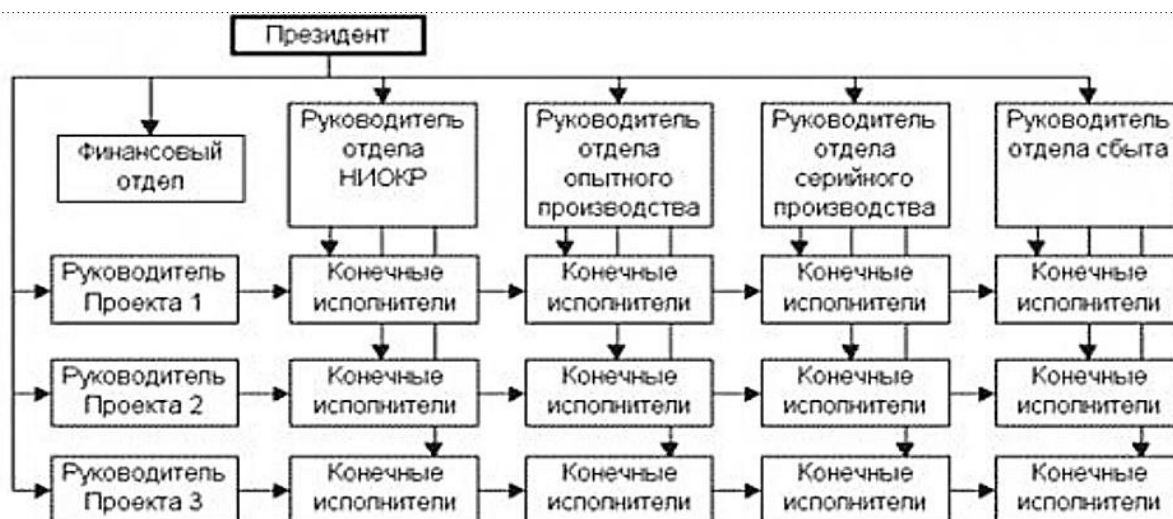 Президент
Финансовый
отдел
Руководитель
отдела
НИОКР
Руководитель
отдела
опытного
производства
Руководитель
отдела
серийного
производства
Руководитель
отдела сбыта
Руководитель
Проекта 1
Конечные
исполнители
Конечные
исполнители
Конечные
исполнители
Конечные
исполнители
Руководитель
Проекта 2
Конечные
исполнители
Конечные
исполнители
Конечные
исполнители
Конечные
исполнители
Руководитель
Проекта 3
Конечные
исполнители
Конечные
исполнители
Конечные
исполнители
Конечные
исполнители